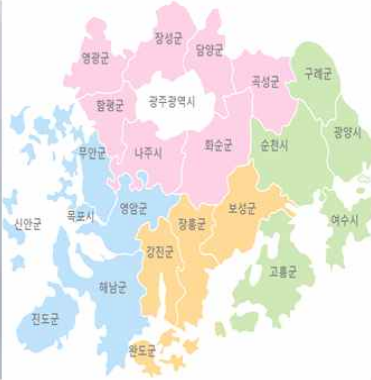 장성군
담양군
영광군
구례군
곡성군
함평군
광주광역시
광양시
무안군
나주시
화순군
순천시
신안군
목포시
영암군
장흥군
보성군
여수시
강진군
고흥군
해남군
진도군
완도군